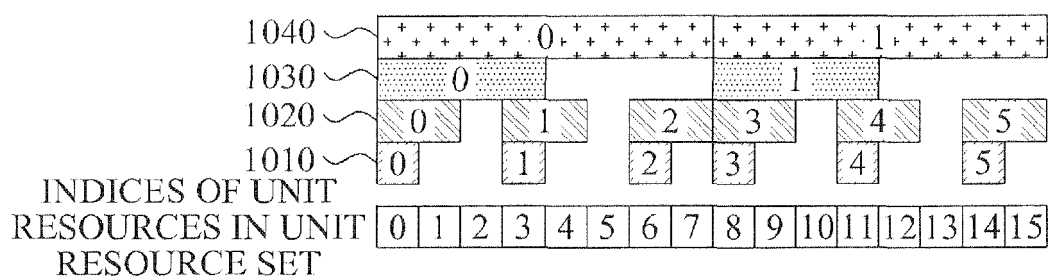 1040 0 1
1030 0 1
1020 0 1 2 3 4 5
1010 0 1 2 3 4 5
INDICES OF UNIT
RESOURCES IN UNIT 0 1 2 3 4 5 6 7 8 9 10 11 12 13 14 15
RESOURCE SET